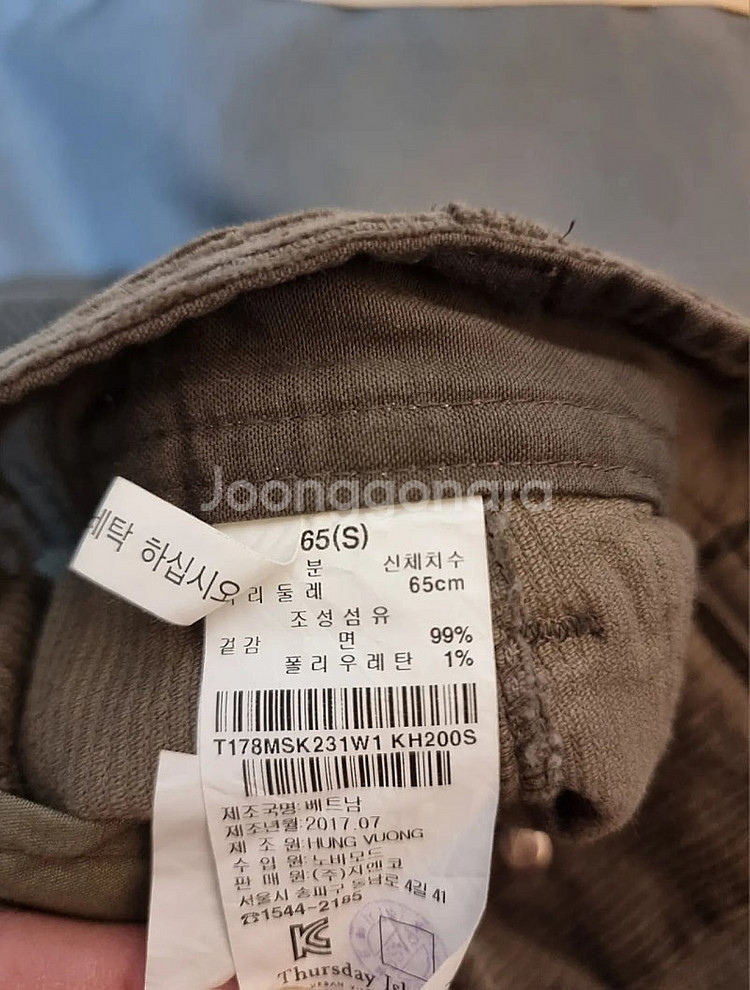 Joonggonara
세탁 하십시오
65(S)
분 신체치수
리 둘레 65cm
조성섬유
겉감 면 99%
폴리우레탄 1%
T178MSK231W1 KH200S
제조국명:베트남
제조년월:2017.07
제 조 원:HUNG VUONG
수 입 원:노바모드
판 매 원:(주)지엔코
서울시 송파구 동남로 4길 41
☎1544-2185
Thursday